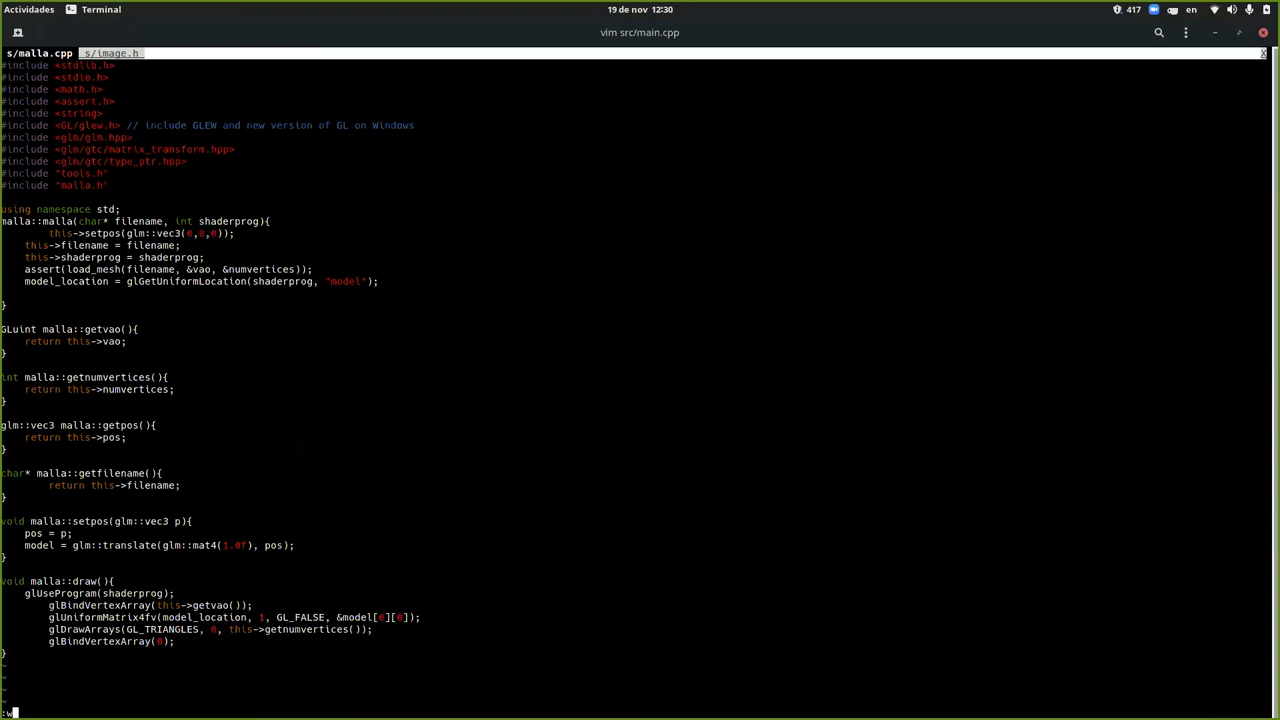 Actividades Terminal 19 de nov 12:30 417 en
vim src/main.cpp
s/malla.cpp s/image.h X
#include <stdlib.h>
#include <stdio.h>
#include <math.h>
#include <assert.h>
#include <string>
#include <GL/glew.h> // include GLEW and new version of GL on Windows
#include <glm/glm.hpp>
#include <glm/gtc/matrix_transform.hpp>
#include <glm/gtc/type_ptr.hpp>
#include "tools.h"
#include "malla.h"
using namespace std;
malla::malla(char* filename, int shaderprog){
this->setpos(glm::vec3(0,0,0));
this->filename = filename;
this->shaderprog = shaderprog;
assert(load_mesh(filename, &vao, &numvertices));
model_location = glGetUniformLocation(shaderprog, "model");
}
GLuint malla::getvao(){
return this->vao;
}
int malla::getnumvertices(){
return this->numvertices;
}
glm::vec3 malla::getpos(){
return this->pos;
}
char* malla::getfilename(){
return this->filename;
}
void malla::setpos(glm::vec3 p){
pos = p;
model = glm::translate(glm::mat4(1.0f), pos);
}
void malla::draw(){
glUseProgram(shaderprog);
glBindVertexArray(this->getvao());
glUniformMatrix4fv(model_location, 1, GL_FALSE, &model[0][0]);
glDrawArrays(GL_TRIANGLES, 0, this->getnumvertices());
glBindVertexArray(0);
}
~
~
~
~
:w